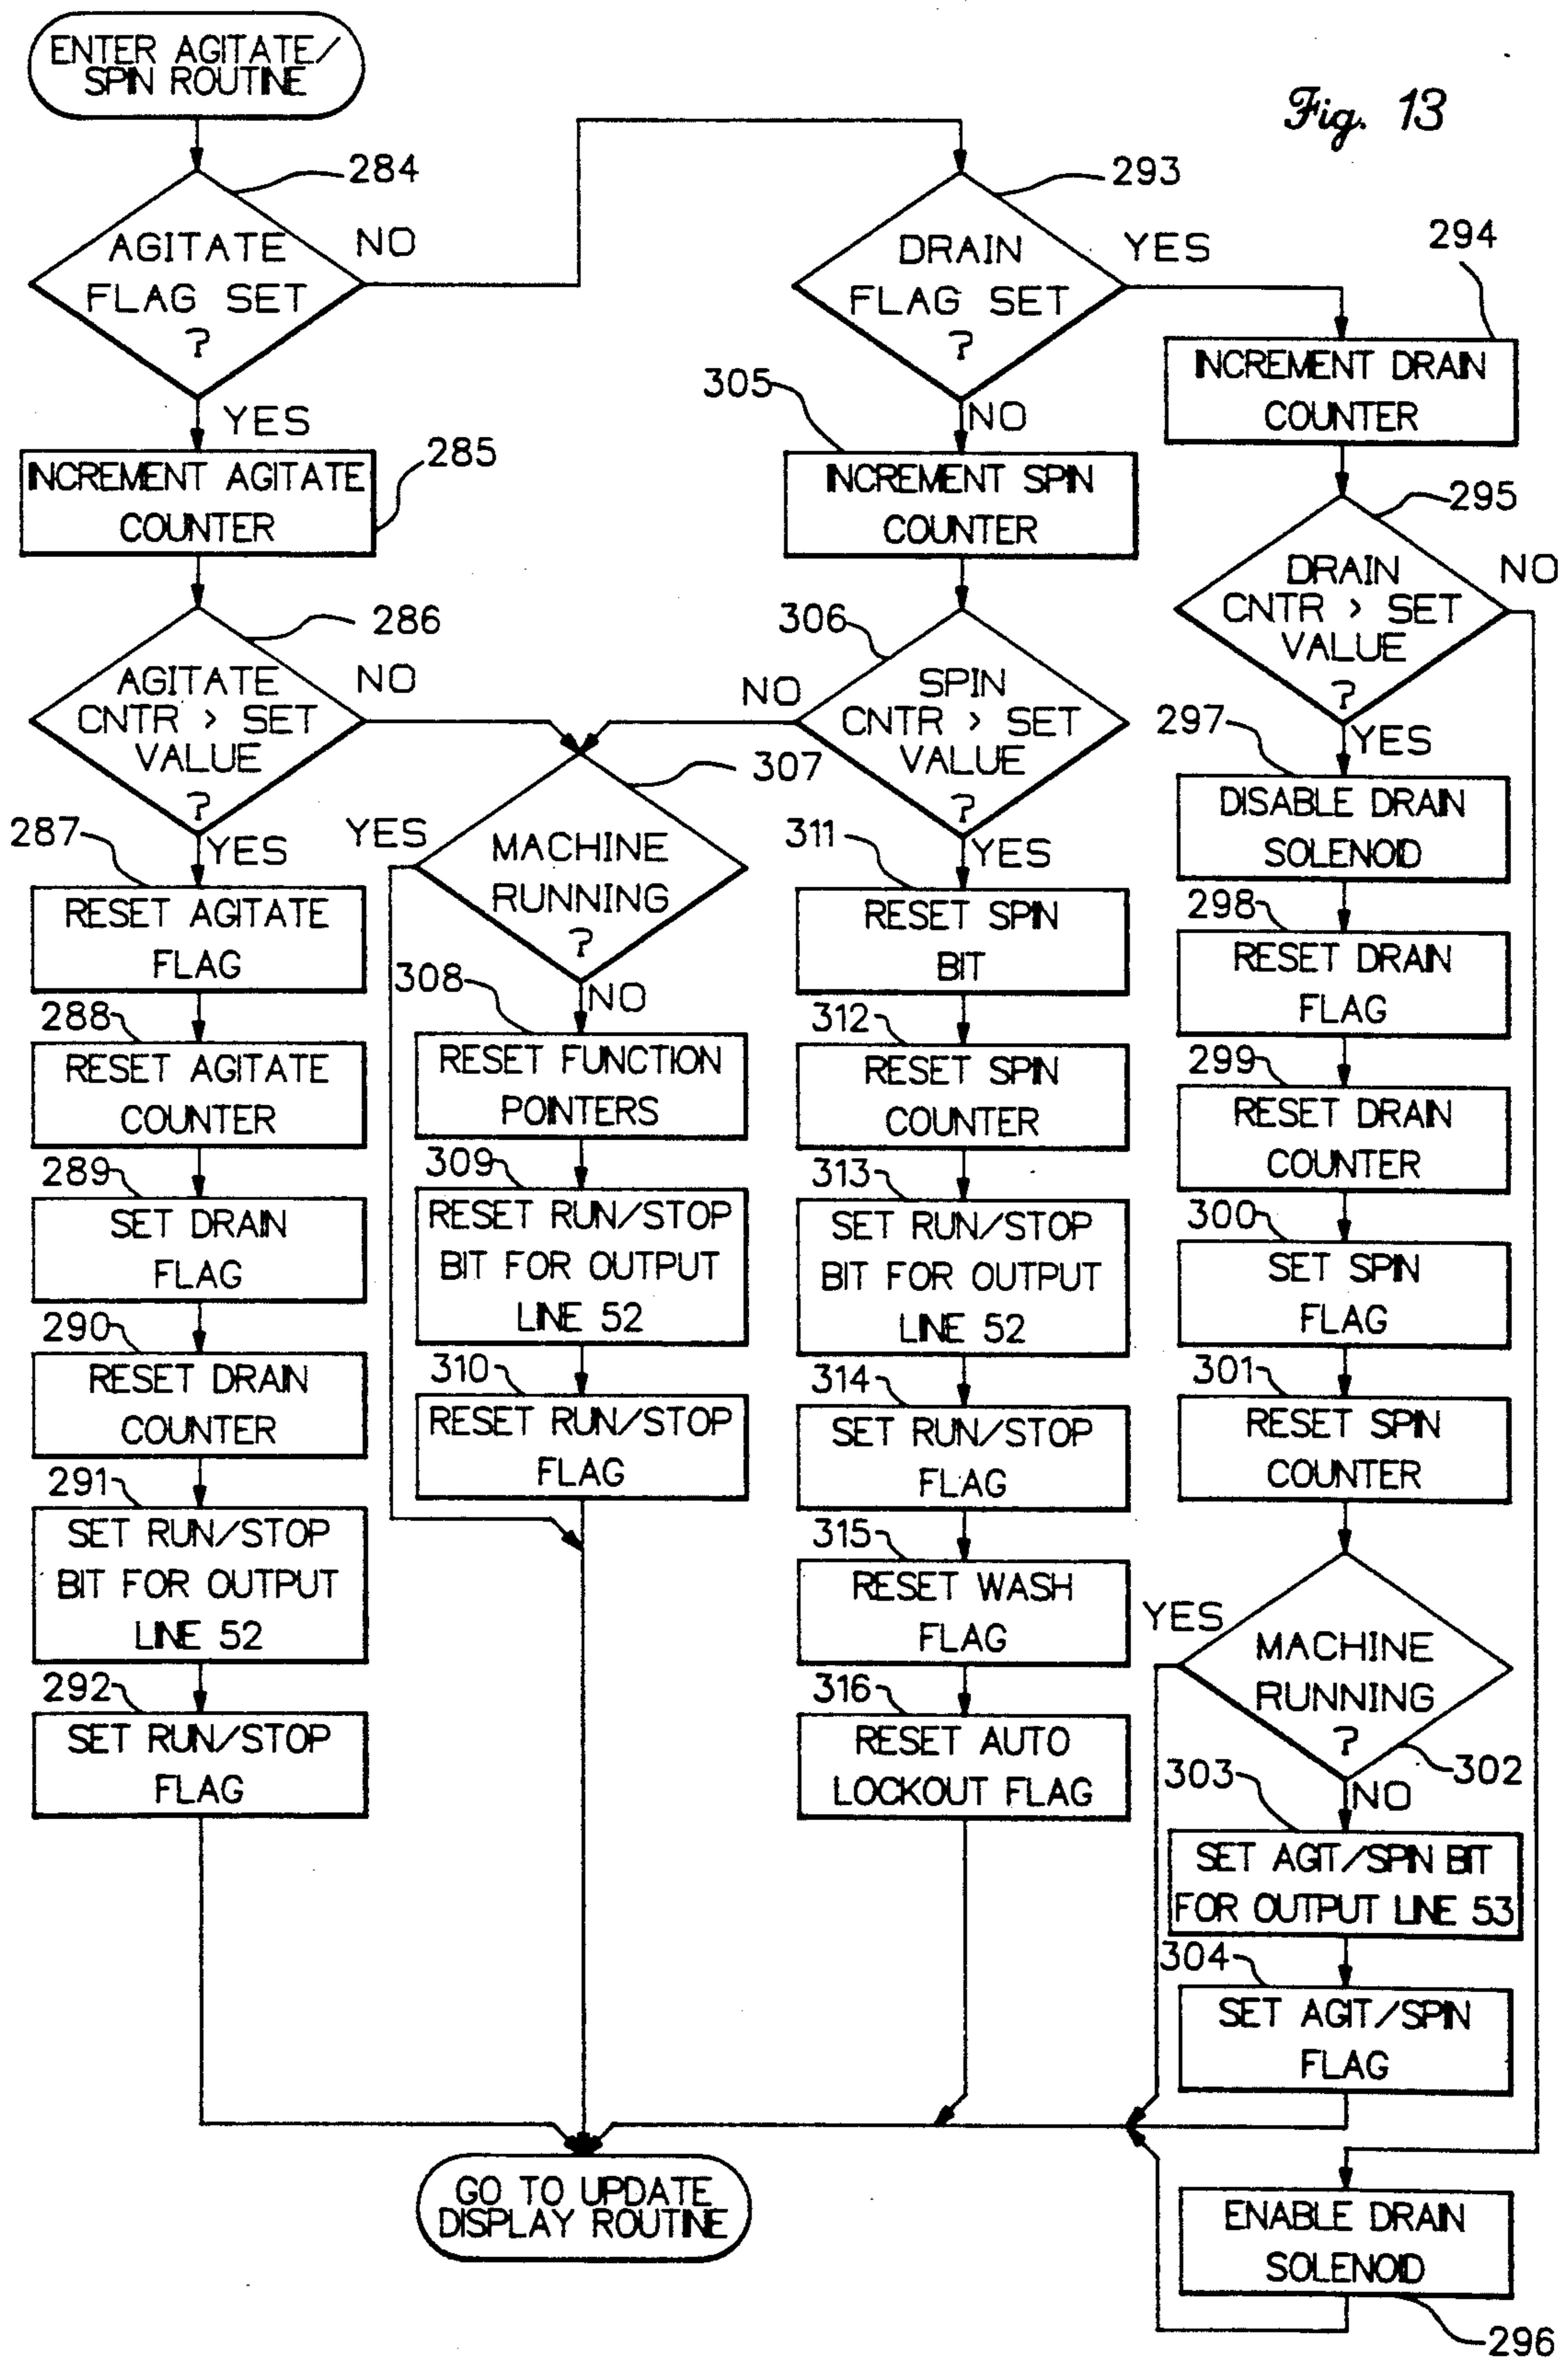 Fig. 13
ENTER AGITATE/
SPIN ROUTINE
284
AGITATE
FLAG SET
?
NO
YES
INCREMENT AGITATE
COUNTER
285
286
AGITATE
CNTR > SET
VALUE
?
NO
YES
287
RESET AGITATE
FLAG
288
RESET AGITATE
COUNTER
289
SET DRAIN
FLAG
290
RESET DRAIN
COUNTER
291
SET RUN/STOP
BIT FOR OUTPUT
LINE 52
292
SET RUN/STOP
FLAG
307
MACHINE
RUNNING
?
YES
NO
308
RESET FUNCTION
POINTERS
309
RESET RUN/STOP
BIT FOR OUTPUT
LINE 52
310
RESET RUN/STOP
FLAG
GO TO UPDATE
DISPLAY ROUTINE
293
DRAIN
FLAG SET
?
YES
NO
305
INCREMENT SPIN
COUNTER
306
SPIN
CNTR > SET
VALUE
?
NO
YES
311
RESET SPIN
BIT
312
RESET SPIN
COUNTER
313
SET RUN/STOP
BIT FOR OUTPUT
LINE 52
314
SET RUN/STOP
FLAG
315
RESET WASH
FLAG
316
RESET AUTO
LOCKOUT FLAG
294
INCREMENT DRAIN
COUNTER
295
DRAIN
CNTR > SET
VALUE
?
NO
YES
297
DISABLE DRAIN
SOLENOID
298
RESET DRAIN
FLAG
299
RESET DRAIN
COUNTER
300
SET SPIN
FLAG
301
RESET SPIN
COUNTER
MACHINE
RUNNING
?
YES
302
NO
303
SET AGIT/SPIN BIT
FOR OUTPUT LINE 53
304
SET AGIT/SPIN
FLAG
ENABLE DRAIN
SOLENOID
296